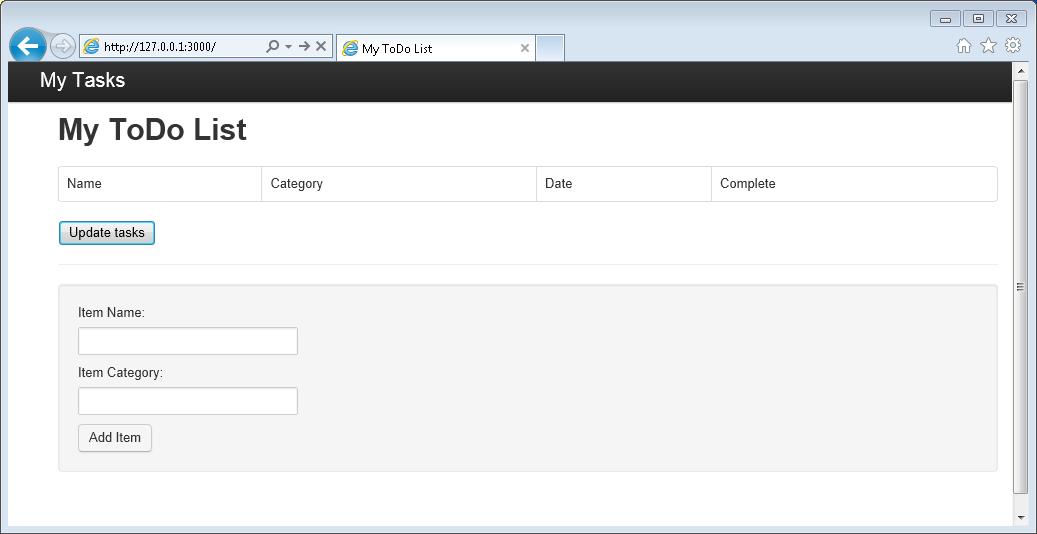 http://127.0.0.1:3000/
My ToDo List
My Tasks
My ToDo List
Name Category Date Complete
Update tasks
Item Name:
Item Category:
Add Item